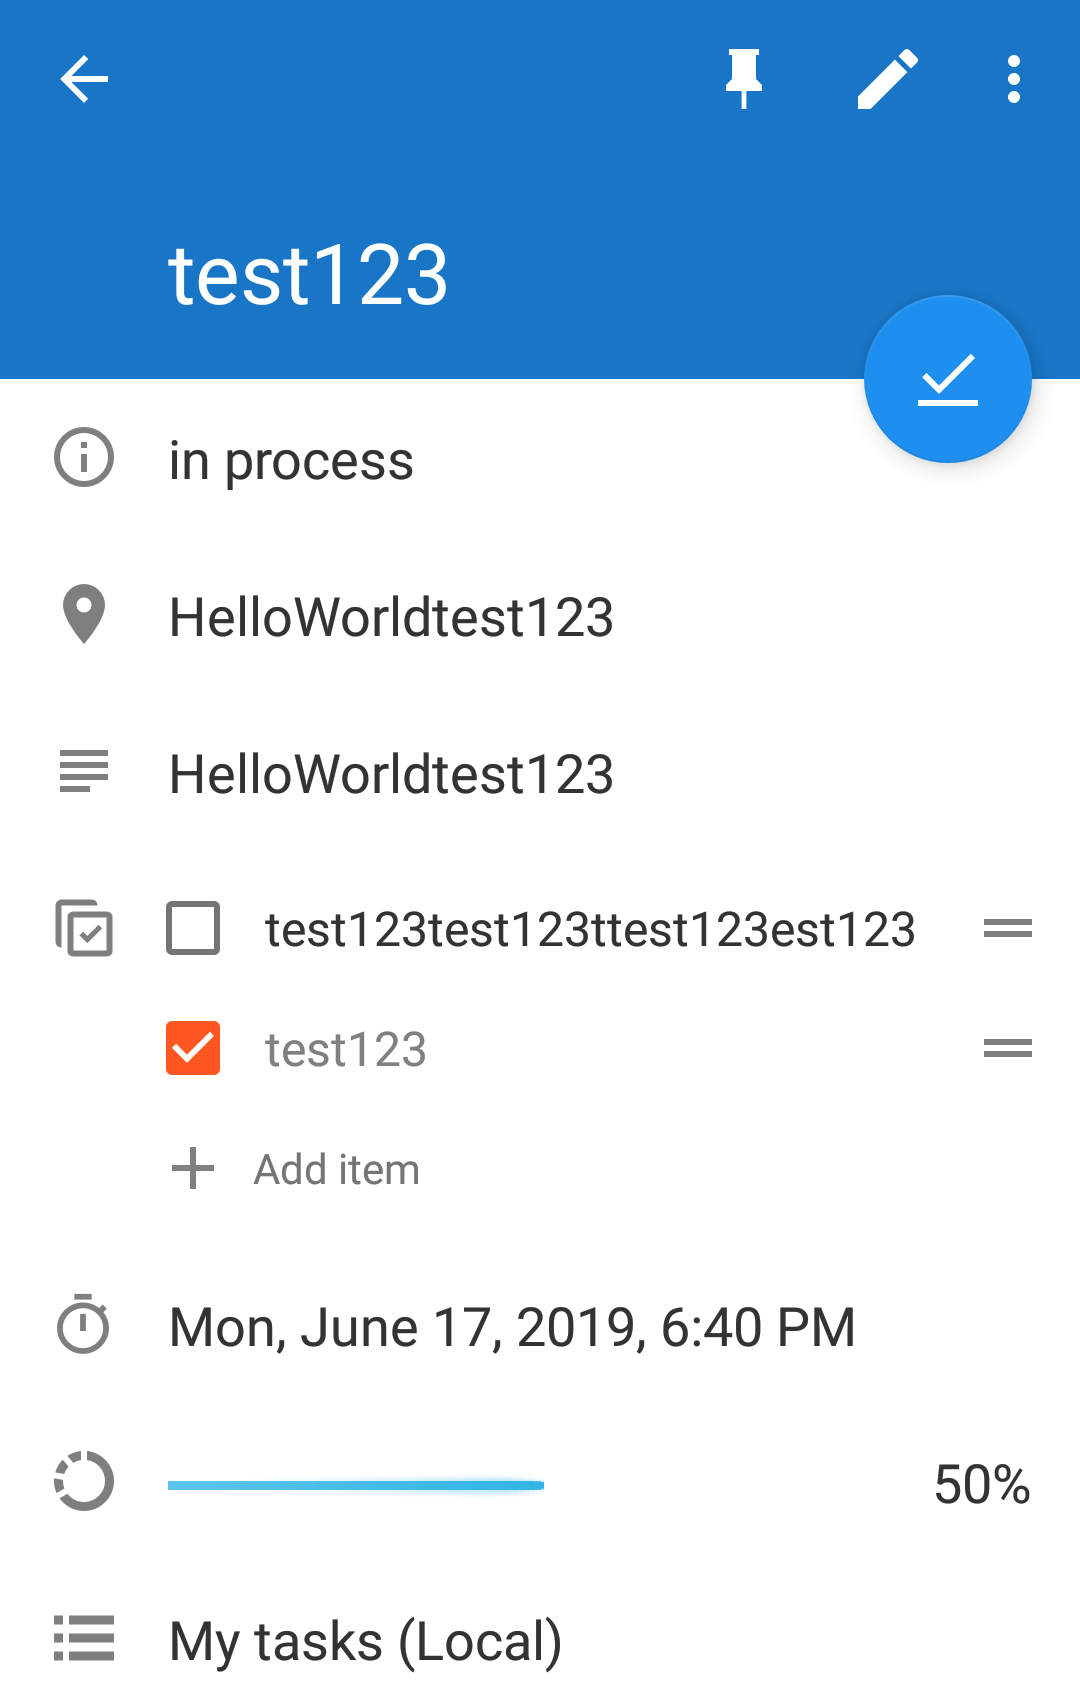 test123
in process
HelloWorldtest123
HelloWorldtest123
test123test123ttest123est123
test123
Add item
Mon, June 17, 2019, 6:40 PM
50%
My tasks (Local)